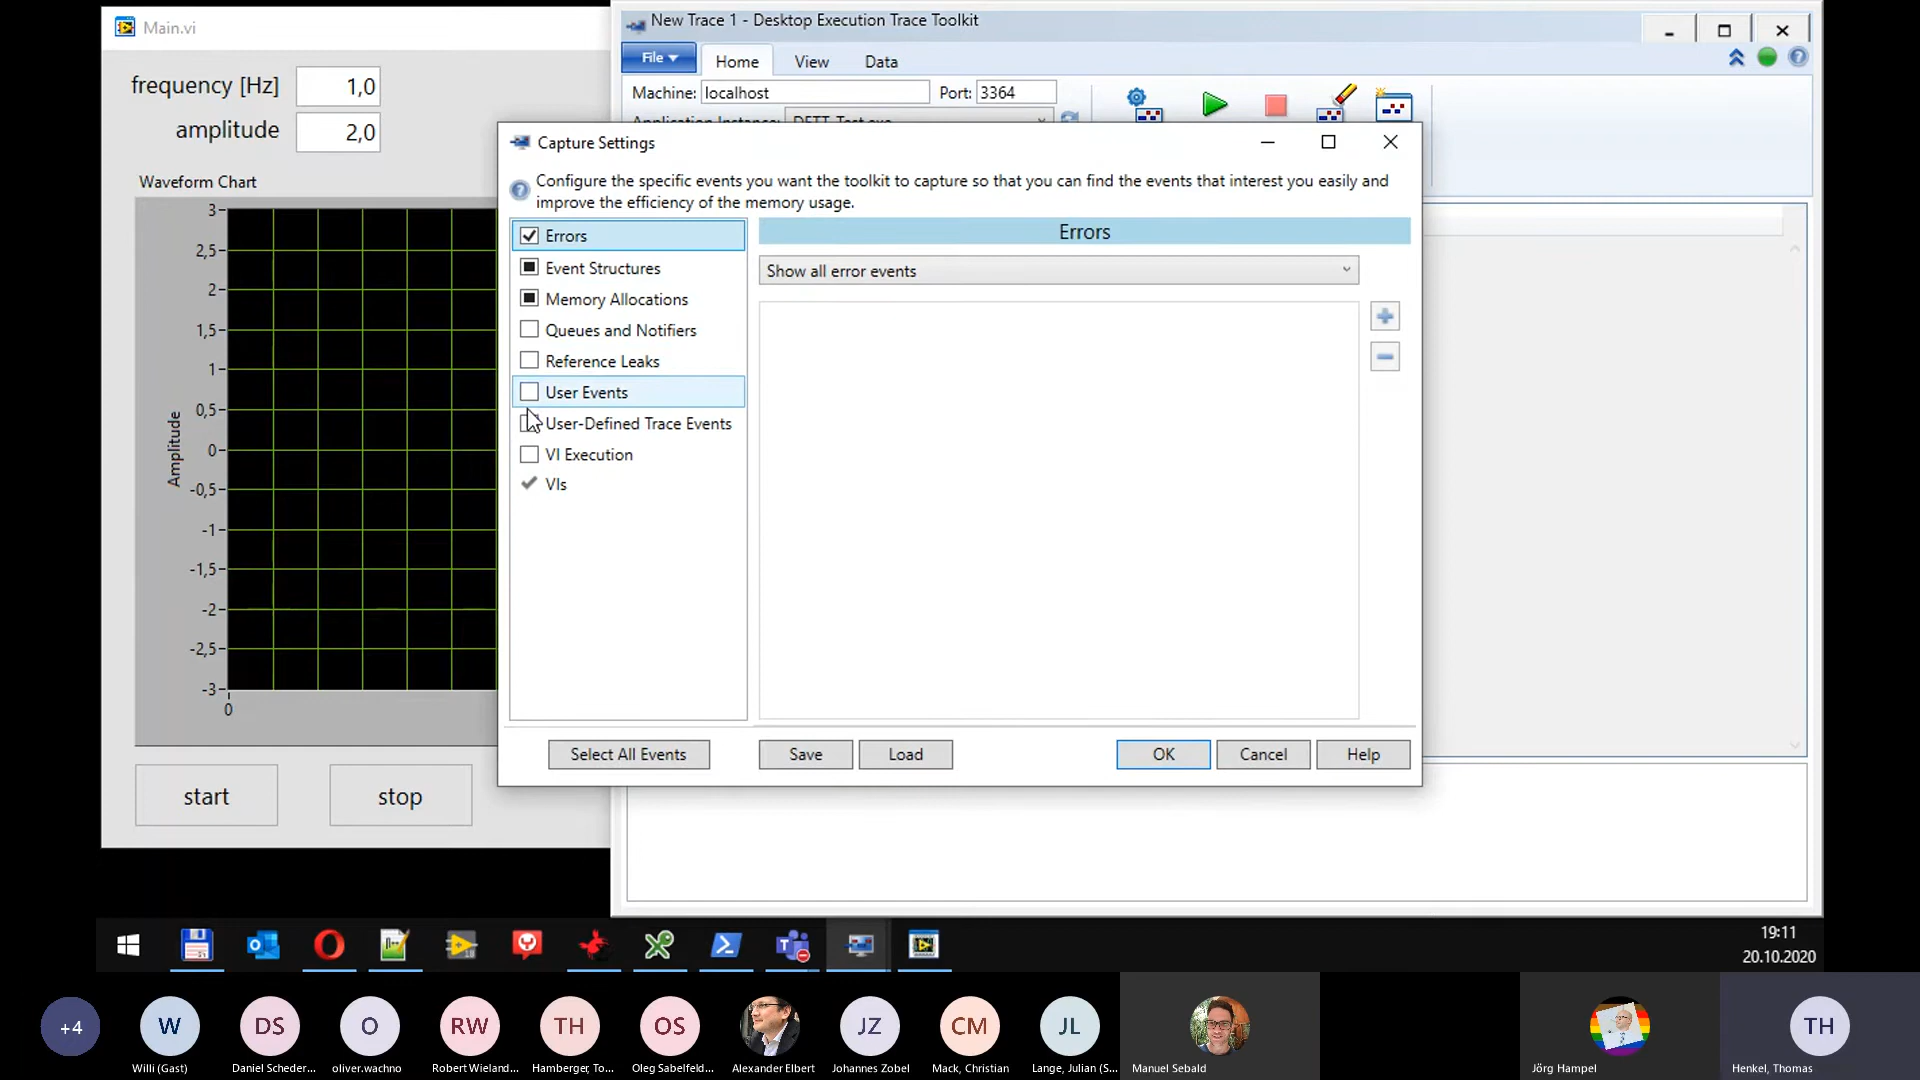 Main.vi
frequency [Hz] 1,0
amplitude 2,0
Waveform Chart
Amplitude
3
2,5
2
1,5
1
0,5
0
-0,5
-1
-1,5
-2
-2,5
-3
0
start
stop
New Trace 1 - Desktop Execution Trace Toolkit
File
Home
View
Data
Machine: localhost
Port: 3364
Application Instance: DETT_Test.exe
Capture Settings
Configure the specific events you want the toolkit to capture so that you can find the events that interest you easily and
improve the efficiency of the memory usage.
Errors
Event Structures
Memory Allocations
Queues and Notifiers
Reference Leaks
User Events
User-Defined Trace Events
VI Execution
VIs
Errors
Show all error events
Select All Events
Save
Load
OK
Cancel
Help
19:11
20.10.2020
+4
W
DS
O
RW
TH
OS
JZ
CM
JL
TH
Willi (Gast)
Daniel Scheder...
oliver.wachno
Robert Wieland...
Hamberger, To...
Oleg Sabelfeld...
Alexander Elbert
Johannes Zobel
Mack, Christian
Lange, Julian (S...
Manuel Sebald
Jörg Hampel
Henkel, Thomas